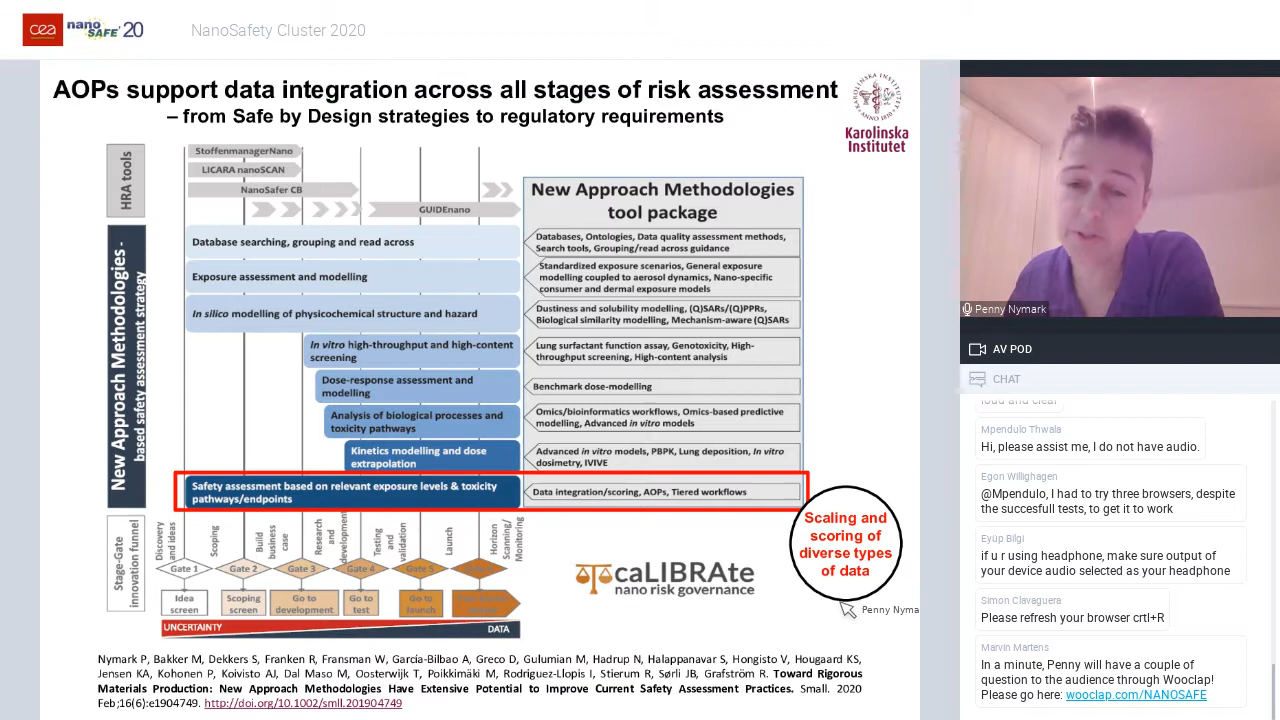 cea
nano SAFE' 20
NanoSafety Cluster 2020
AOPs support data integration across all stages of risk assessment
– from Safe by Design strategies to regulatory requirements
Karolinska
Institutet
HRA tools
StoffenmanagerNano
LICARA nanoSCAN
NanoSafer CB
GUIDEnano
New Approach Methodologies
tool package
New Approach Methodologies -
based safety assessment strategy
Database searching, grouping and read across
Databases, Ontologies, Data quality assessment methods,
Search tools, Grouping/read across guidance
Exposure assessment and modelling
Standardized exposure scenarios, General exposure
modelling coupled to aerosol dynamics, Nano-specific
consumer and dermal exposure models
In silico modelling of physicochemical structure and hazard
Dustiness and solubility modelling, (Q)SARs/(Q)PPRs,
Biological similarity modelling, Mechanism-aware (Q)SARs
In vitro high-throughput and high-content
screening
Lung surfactant function assay, Genotoxicity, High-
throughput screening, High-content analysis
Dose-response assessment and
modelling
Benchmark dose-modelling
Analysis of biological processes and
toxicity pathways
Omics/bioinformatics workflows, Omics-based predictive
modelling, Advanced in vitro models
Kinetics modelling and dose
extrapolation
Advanced in vitro models, PBPK, Lung deposition, In vitro
dosimetry, IVIVE
Safety assessment based on relevant exposure levels & toxicity
pathways/endpoints
Data integration/scoring, AOPs, Tiered workflows
Scaling and
scoring of
diverse types
of data
Stage-Gate
innovation funnel
Discovery
and ideas
Scoping
Build
business
case
Research
and
development
Testing
and
validation
Launch
Horizon
Scanning/
Monitoring
Gate 1
Gate 2
Gate 3
Gate 4
Gate 5
Idea
screen
Scoping
screen
Go to
development
Go to
test
Go to
launch
UNCERTAINTY
DATA
caLIBRAte
nano risk governance
Penny Nyma
Nymark P, Bakker M, Dekkers S, Franken R, Fransman W, García-Bilbao A, Greco D, Gulumian M, Hadrup N, Halappanavar S, Hongisto V, Hougaard KS,
Jensen KA, Kohonen P, Koivisto AJ, Dal Maso M, Oosterwijk T, Poikkimäki M, Rodriguez-Llopis I, Stierum R, Sørli JB, Grafström R. Toward Rigorous
Materials Production: New Approach Methodologies Have Extensive Potential to Improve Current Safety Assessment Practices. Small. 2020
Feb;16(6):e1904749. http://doi.org/10.1002/smll.201904749
Penny Nymark
AV POD
CHAT
loud and clear
Mpendulo Thwala
Hi, please assist me, I do not have audio.
Egon Willighagen
@Mpendulo, I had to try three browsers, despite
the succesfull tests, to get it to work
Eyüp Bilgi
if u r using headphone, make sure output of
your device audio selected as your headphone
Simon Clavaguera
Please refresh your browser crtl+R
Marvin Martens
In a minute, Penny will have a couple of
question to the audience through Wooclap!
Please go here: wooclap.com/NANOSAFE